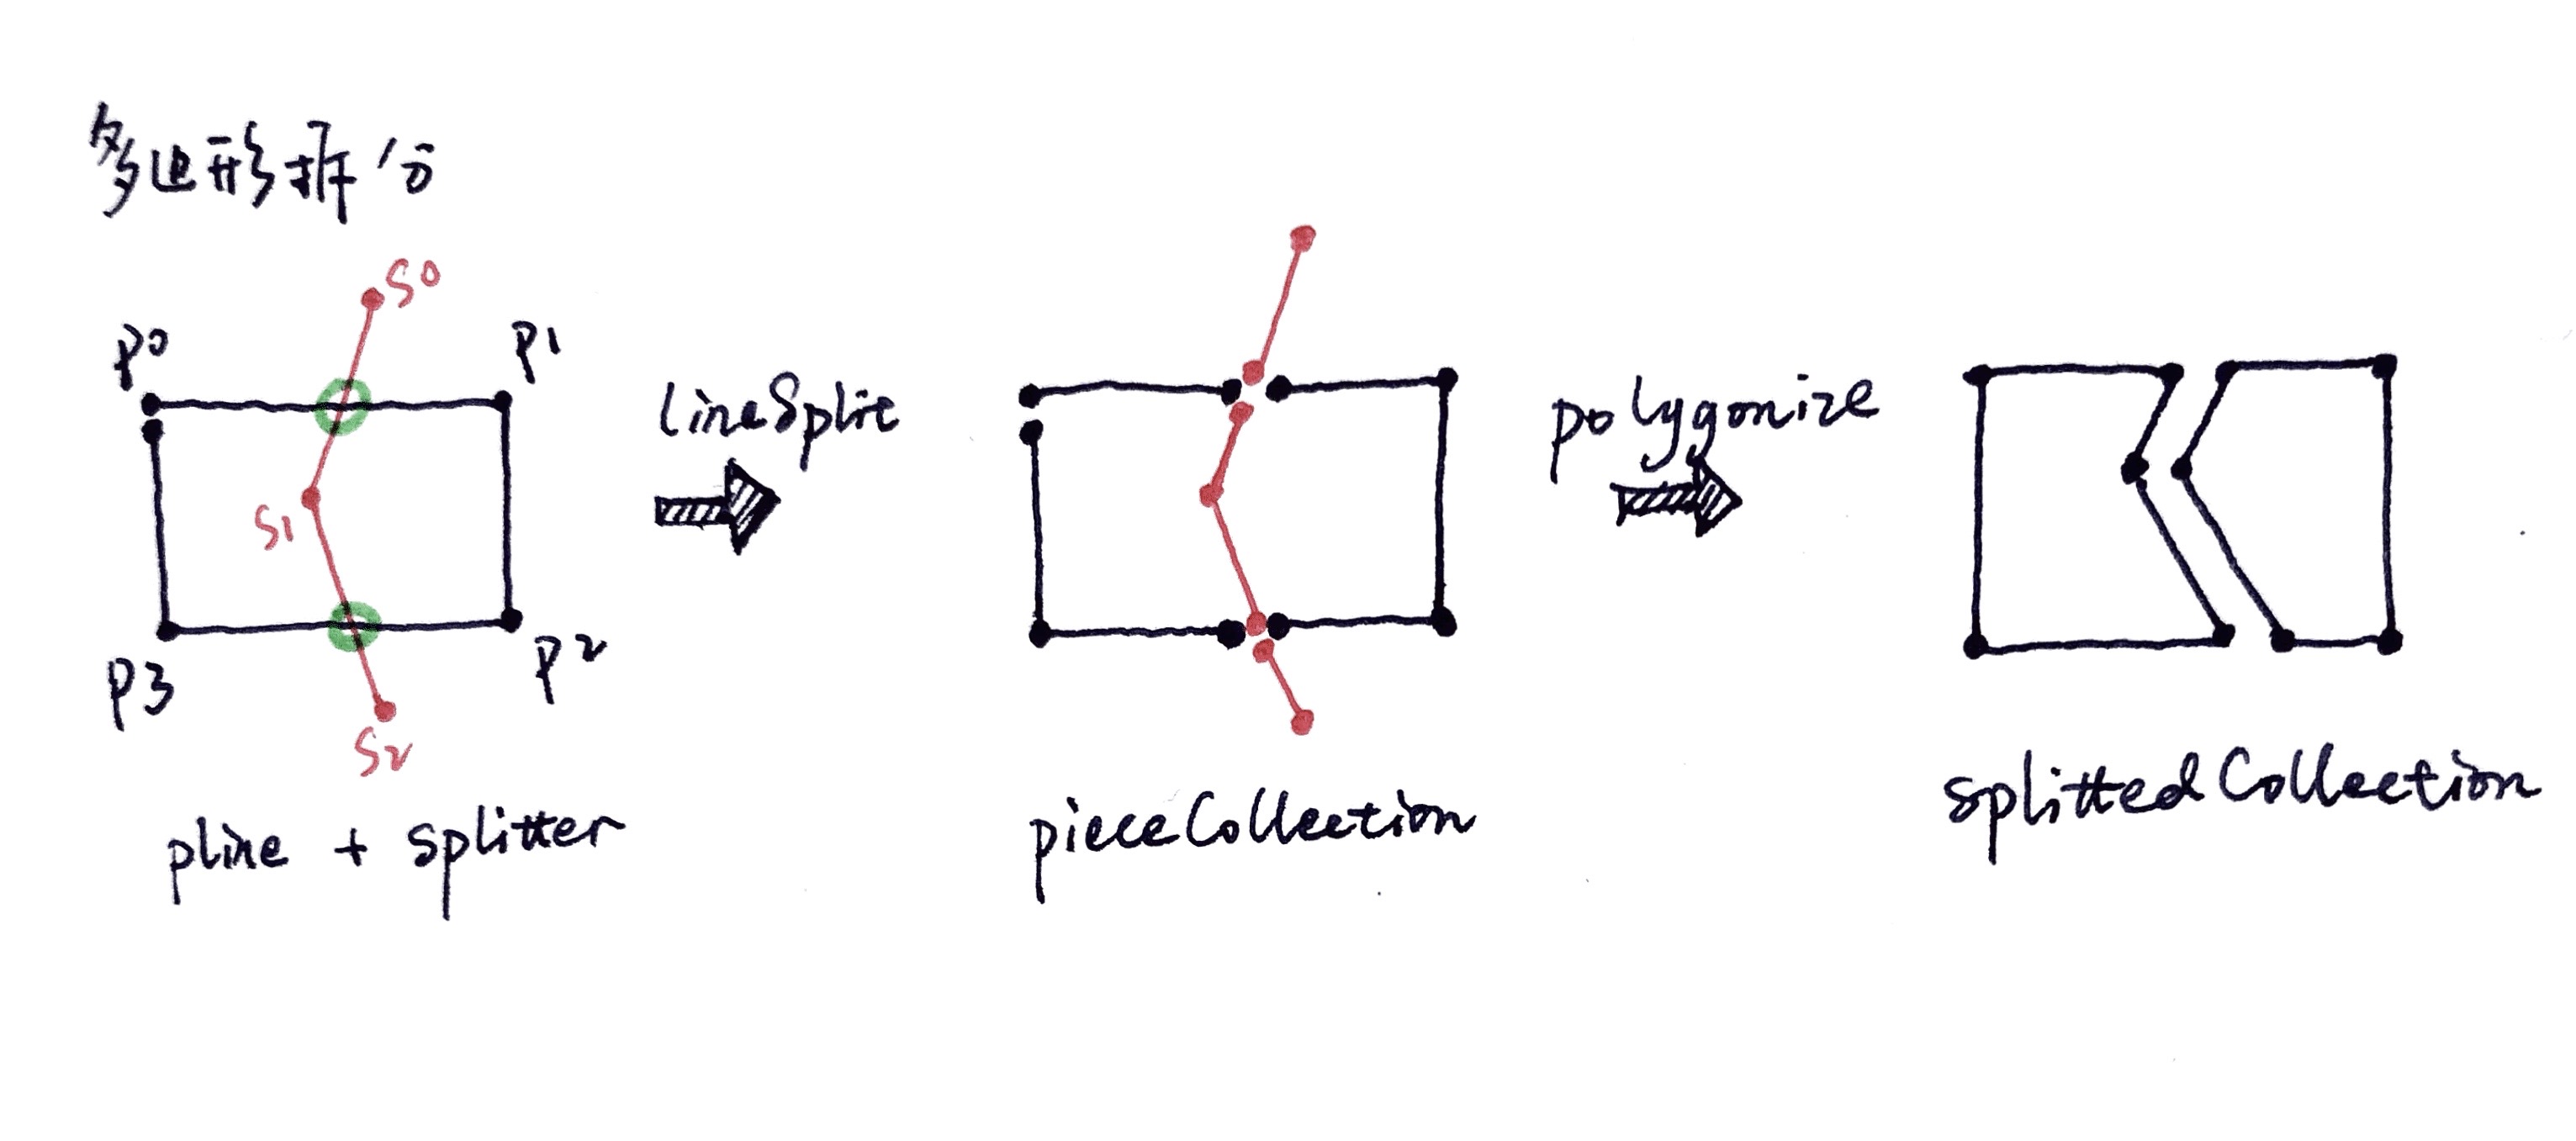 多边形拆分
S0
P0
P1
S1
P3
P2
S2
pline + splitter
lineSplit
pieceCollection
polygonize
splittedCollection